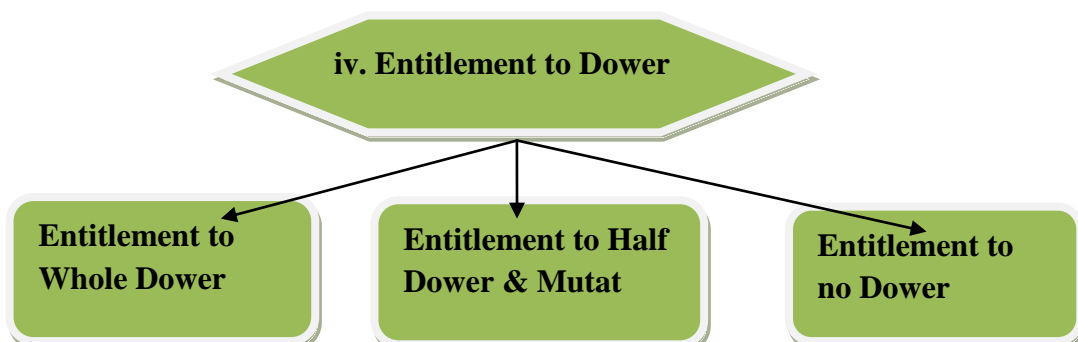 iv. Entitlement to Dower
Entitlement to
Whole Dower
Entitlement to Half
Dower & Mutat
Entitlement to
no Dower